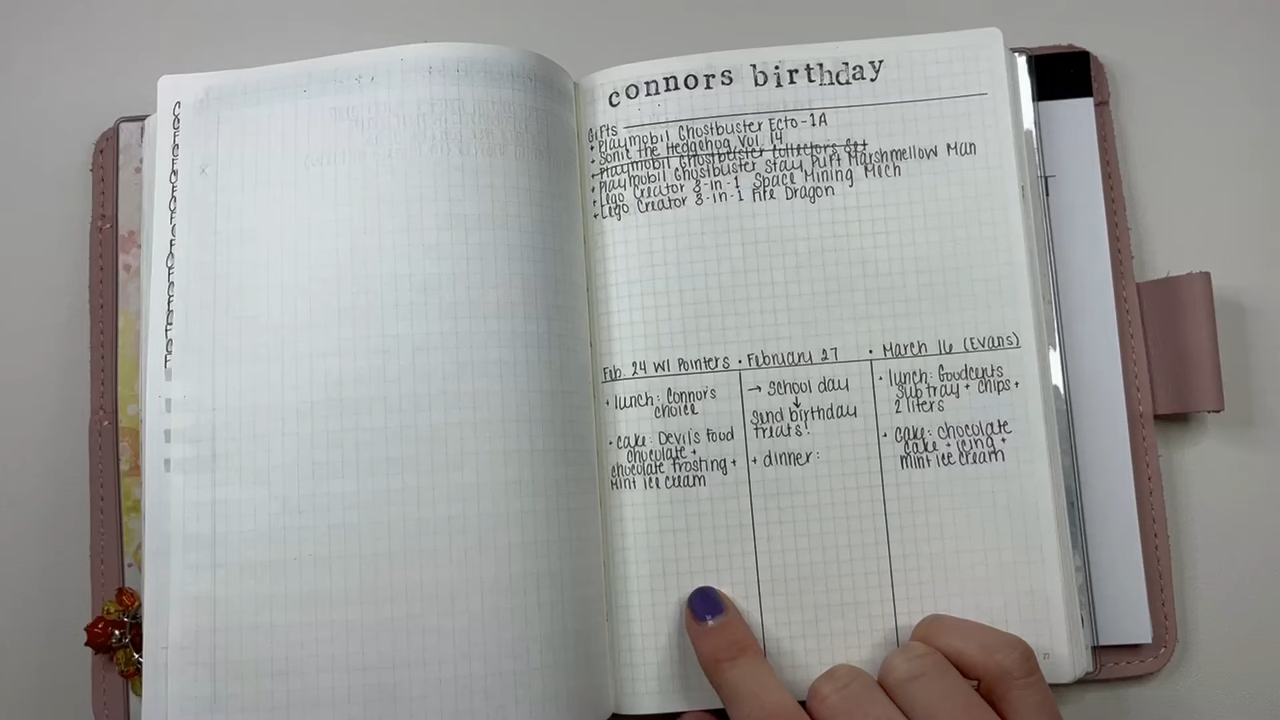 connors birthday
Gifts
• Playmobil Ghostbuster Ecto-1A
• Sonic the Hedgehog Vol. 14
• Playmobil Ghostbuster Collectors Set
• Playmobil Ghostbuster Stay Puft Marshmellow Man
• Lego Creator 3-in-1 Space Mining Mech
• Lego Creator 3-in-1 Fire Dragon
Feb. 24 W/ Pointers
• lunch: Connor's
choice
• cake: Devil's Food
chocolate +
chocolate frosting +
Mint ice cream
• February 27
→ school day
↓
send birthday
treats!
• dinner:
• March 16 (Evans)
• lunch: Goodcents
sub tray + chips +
2 liters
• cake: chocolate
cake + icing +
mint ice cream
77